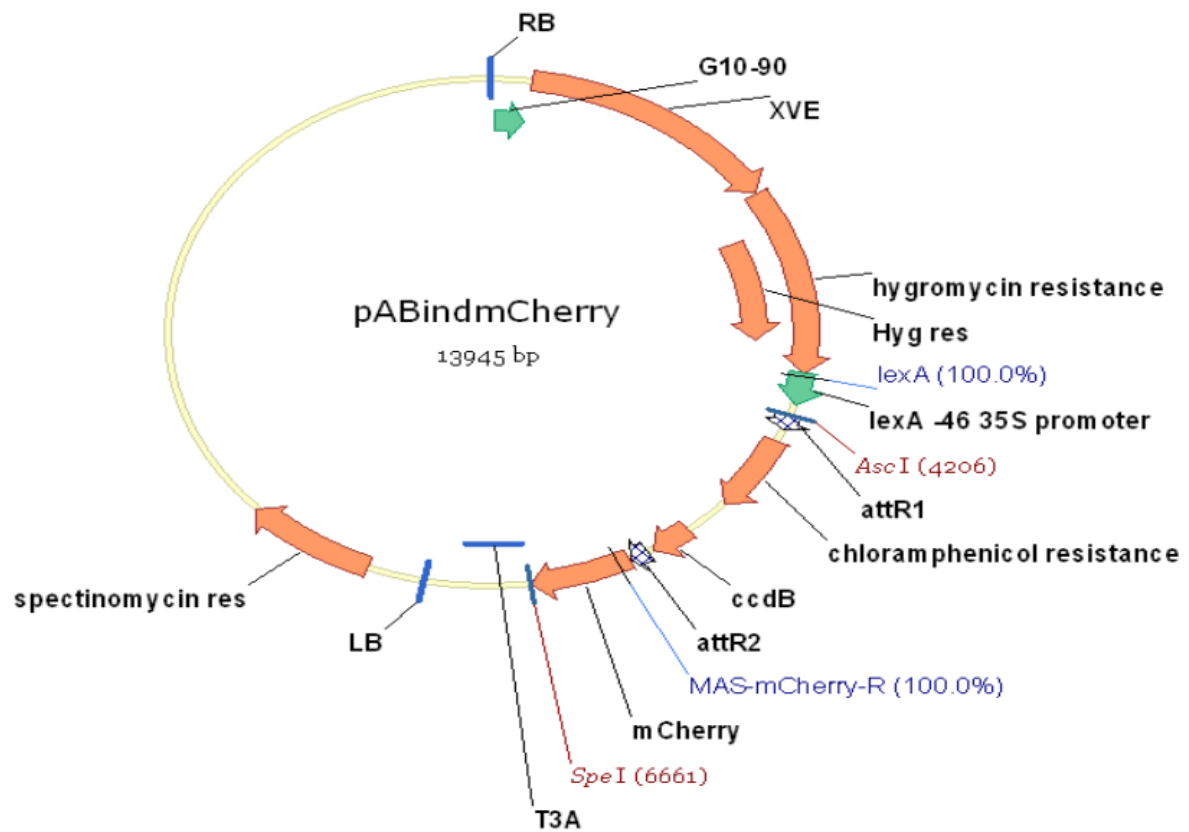 RB
G10-90
XVE
hygromycin resistance
Hyg res
lexA (100.0%)
lexA -46 35S promoter
AscI (4206)
attR1
chloramphenicol resistance
ccdB
attR2
MAS-mCherry-R (100.0%)
mCherry
SpeI (6661)
T3A
LB
spectinomycin res
pABindmCherry
13945 bp